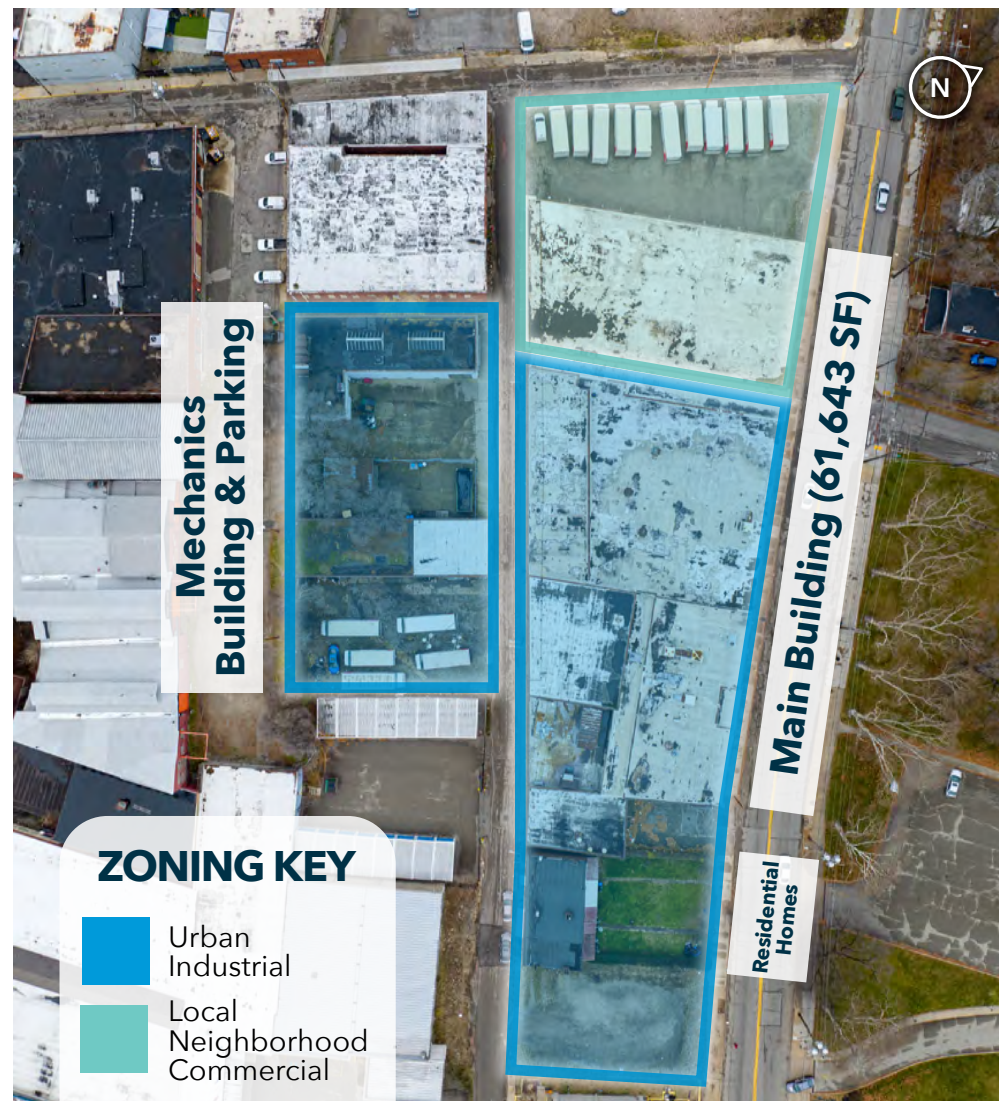 N
Mechanics
Building & Parking
Main Building (61,643 SF)
Residential
Homes
ZONING KEY
Urban
Industrial
Local
Neighborhood
Commercial